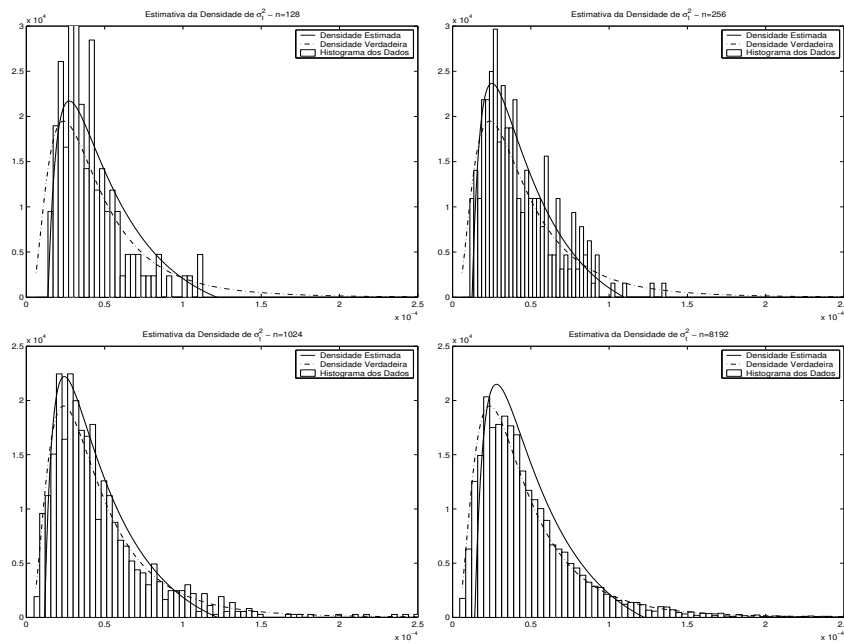 Estimativa da Densidade de σ_t^2 − n=128
x 10^4
3
2.5
2
1.5
1
0.5
0
Densidade Estimada
Densidade Verdadeira
Histograma dos Dados
0 0.5 1 1.5 2 2.5
x 10^-4
Estimativa da Densidade de σ_t^2 − n=256
x 10^4
3
2.5
2
1.5
1
0.5
0
Densidade Estimada
Densidade Verdadeira
Histograma dos Dados
0 0.5 1 1.5 2 2.5
x 10^-4
Estimativa da Densidade de σ_t^2 − n=1024
x 10^4
2.5
2
1.5
1
0.5
0
Densidade Estimada
Densidade Verdadeira
Histograma dos Dados
0 0.5 1 1.5 2 2.5
x 10^-4
Estimativa da Densidade de σ_t^2 − n=8192
x 10^4
2.5
2
1.5
1
0.5
0
Densidade Estimada
Densidade Verdadeira
Histograma dos Dados
0 0.5 1 1.5 2 2.5
x 10^-4